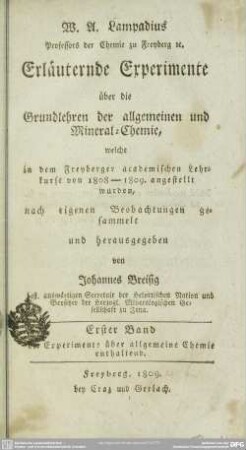 W. A. Lampadius
Professors der Chemie zu Freyberg ꝛc.
Erläuternde Experimente
über die
Grundlehren der allgemeinen und
Mineral-Chemie,
welche
in dem Freyberger academischen Lehr-
kurse von 1808—1809. angestellt
wurden,
nach eigenen Beobachtungen ge-
sammelt
und herausgegeben
von
Johannes Breißig
auswärtigen Secretair der Helvetischen Nation und
Beysitzer der Herzogl. Mineralogischen Ge-
sellschaft zu Jena.
Erster Band
Experimente über allgemeine Chemie
enthaltend.
Freyberg, 1809.
bey Craz und Gerlach.